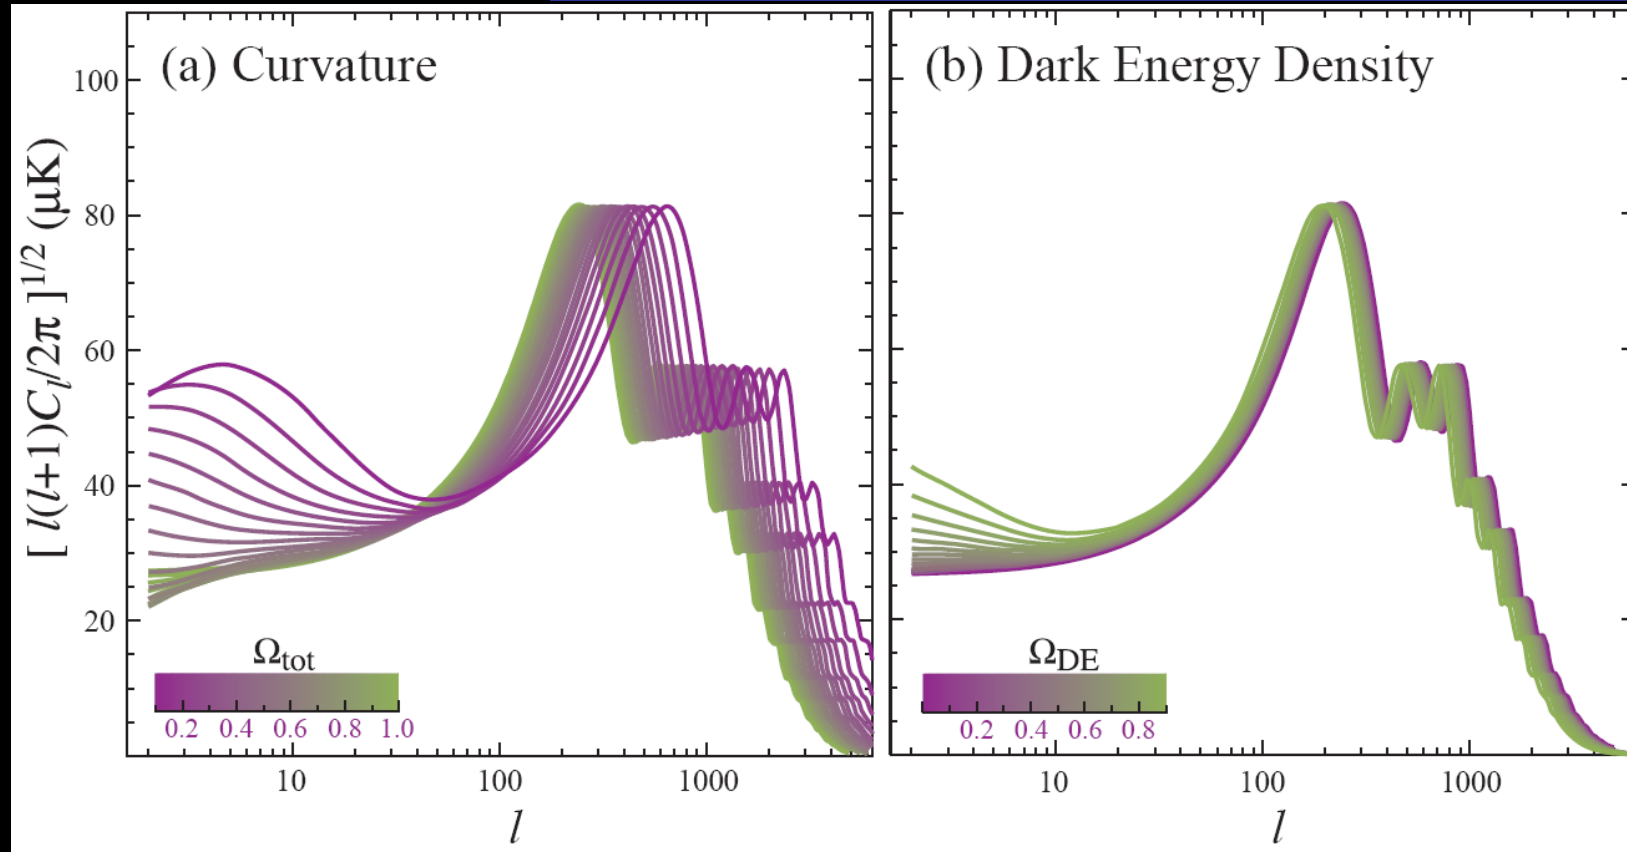 (a) Curvature
(b) Dark Energy Density
[ l(l+1)C_l/2π ]^{1/2} (μK)
100
80
60
40
20
Ω_tot
0.2 0.4 0.6 0.8 1.0
Ω_DE
0.2 0.4 0.6 0.8
10 100 1000
10 100 1000
l
l